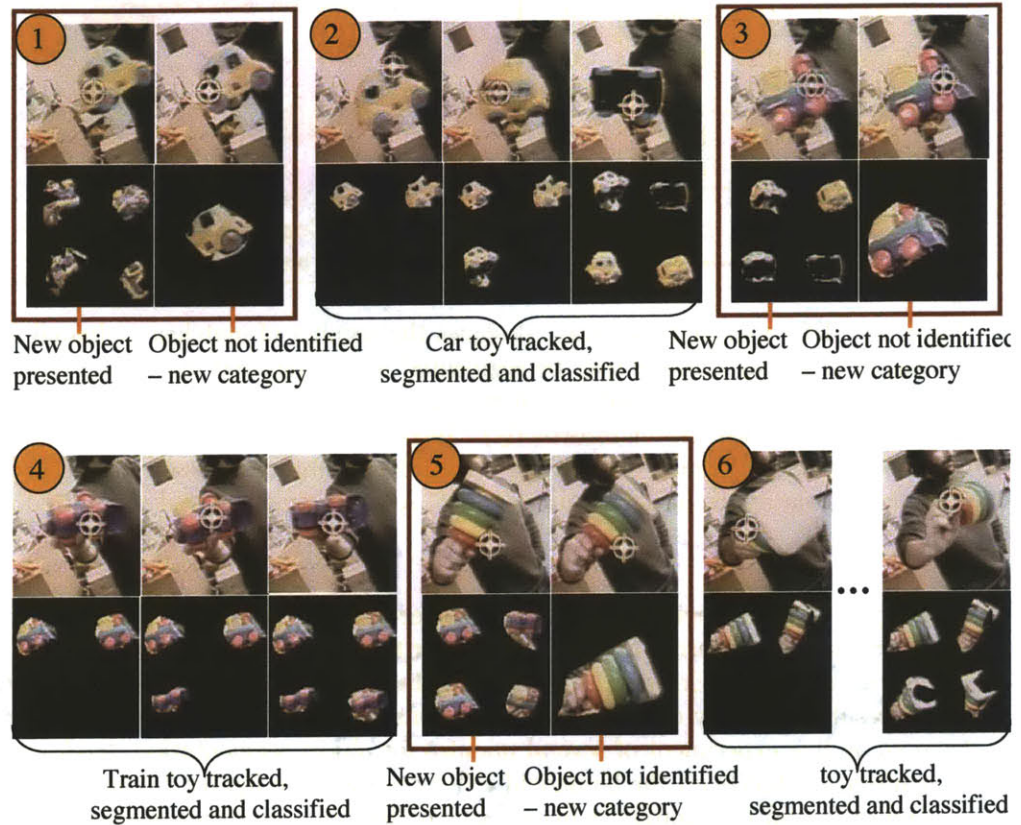 1
2
3
New object presented
Object not identified – new category
Car toy tracked, segmented and classified
New object presented
Object not identified – new category
4
5
6
•••
Train toy tracked, segmented and classified
New object presented
Object not identified – new category
toy tracked, segmented and classified